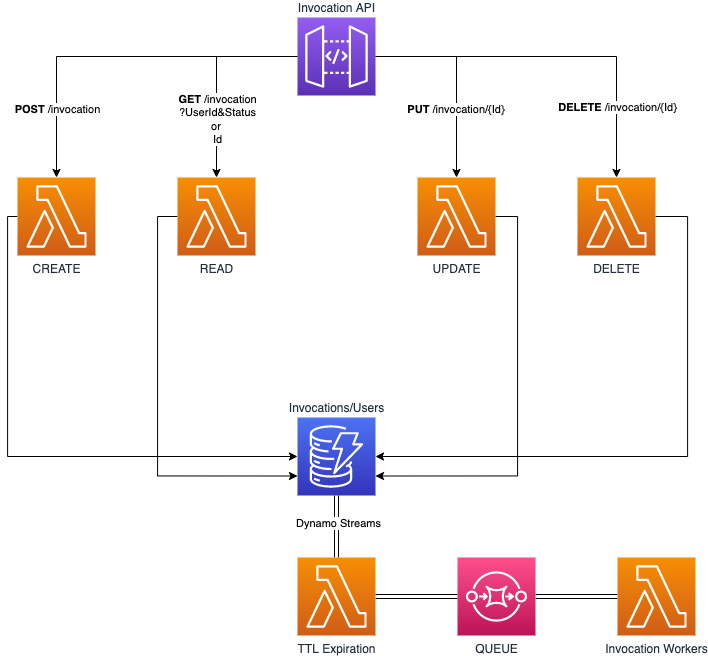 Invocation API
POST /invocation
GET /invocation
?UserId&Status
or
Id
PUT /invocation/{Id}
DELETE /invocation/{Id}
CREATE
READ
UPDATE
DELETE
Invocations/Users
Dynamo Streams
TTL Expiration
QUEUE
Invocation Workers